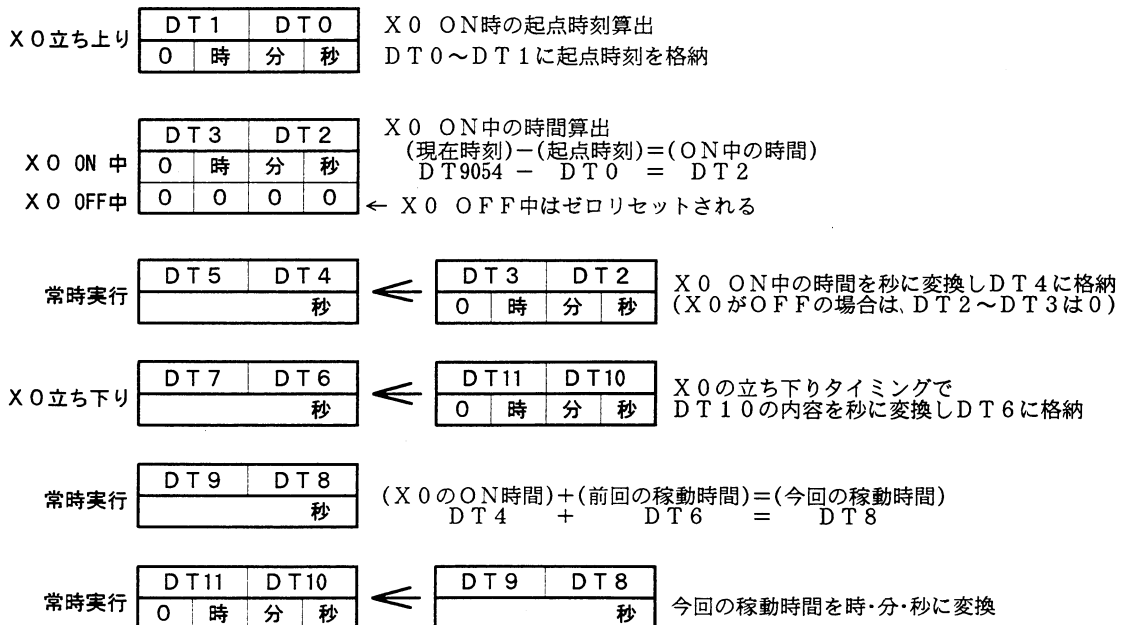 X0立ち上り
DT1 DT0
0 時 分 秒
X0 ON時の起点時刻算出
DT0～DT1に起点時刻を格納
X0 ON 中
X0 OFF中
DT3 DT2
0 時 分 秒
0 0 0 0
X0 ON中の時間算出
(現在時刻)−(起点時刻)=(ON中の時間)
DT9054 − DT0 = DT2
← X0 OFF中はゼロリセットされる
常時実行
DT5 DT4
秒
DT3 DT2
0 時 分 秒
X0 ON中の時間を秒に変換しDT4に格納
(X0がOFFの場合は、DT2～DT3は0)
X0立ち下り
DT7 DT6
秒
DT11 DT10
0 時 分 秒
X0の立ち下りタイミングで
DT10の内容を秒に変換しDT6に格納
常時実行
DT9 DT8
秒
(X0のON時間)+(前回の稼動時間)=(今回の稼動時間)
DT4 + DT6 = DT8
常時実行
DT11 DT10
0 時 分 秒
DT9 DT8
秒
今回の稼動時間を時・分・秒に変換